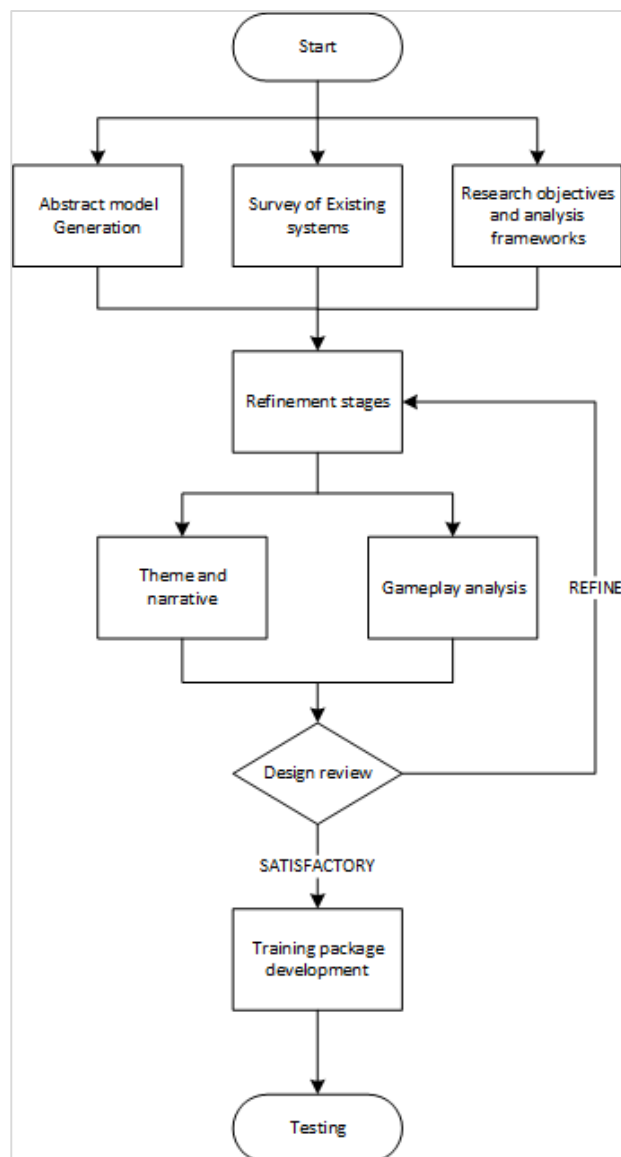 Start
Abstract model
Generation
Survey of Existing
systems
Research objectives
and analysis
frameworks
Refinement stages
Theme and
narrative
Gameplay analysis
REFINE
Design review
SATISFACTORY
Training package
development
Testing